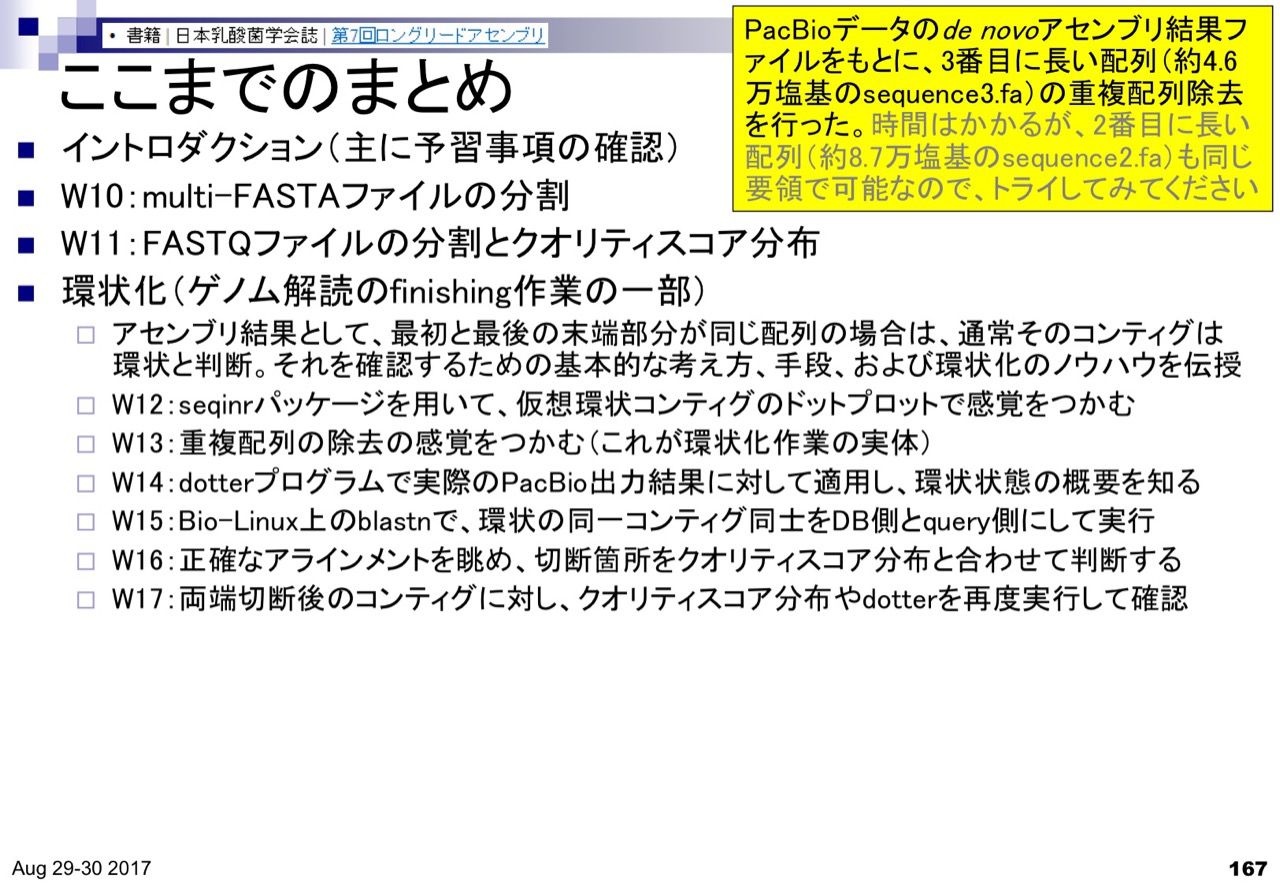 • 書籍 | 日本乳酸菌学会誌 | 第7回ロングリードアセンブリ
ここまでのまとめ
PacBioデータのde novoアセンブリ結果フ
ァイルをもとに、3番目に長い配列（約4.6
万塩基のsequence3.fa）の重複配列除去
を行った。時間はかかるが、2番目に長い
配列（約8.7万塩基のsequence2.fa）も同じ
要領で可能なので、トライしてみてください
■ イントロダクション（主に予習事項の確認）
■ W10：multi-FASTAファイルの分割
■ W11：FASTQファイルの分割とクオリティスコア分布
■ 環状化（ゲノム解読のfinishing作業の一部）
□ アセンブリ結果として、最初と最後の末端部分が同じ配列の場合は、通常そのコンティグは
環状と判断。それを確認するための基本的な考え方、手段、および環状化のノウハウを伝授
□ W12：seqinrパッケージを用いて、仮想環状コンティグのドットプロットで感覚をつかむ
□ W13：重複配列の除去の感覚をつかむ（これが環状化作業の実体）
□ W14：dotterプログラムで実際のPacBio出力結果に対して適用し、環状状態の概要を知る
□ W15：Bio-Linux上のblastnで、環状の同一コンティグ同士をDB側とquery側にして実行
□ W16：正確なアラインメントを眺め、切断箇所をクオリティスコア分布と合わせて判断する
□ W17：両端切断後のコンティグに対し、クオリティスコア分布やdotterを再度実行して確認
Aug 29-30 2017
167